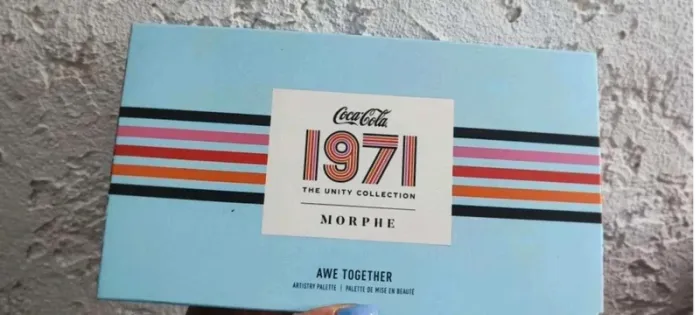 Coca-Cola
1971
THE UNITY COLLECTION
MORPHE
AWE TOGETHER
ARTISTRY PALETTE | PALETTE DE MISE EN BEAUTÉ